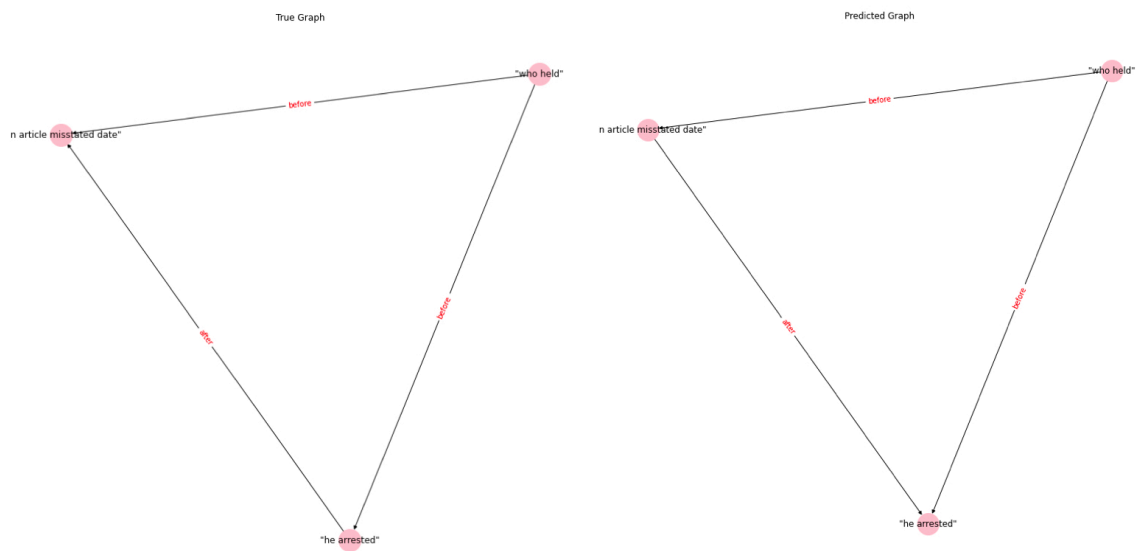 True Graph
"who held"
before
n article misstated date"
before
after
"he arrested"
Predicted Graph
"who held"
before
n article misstated date"
before
after
"he arrested"